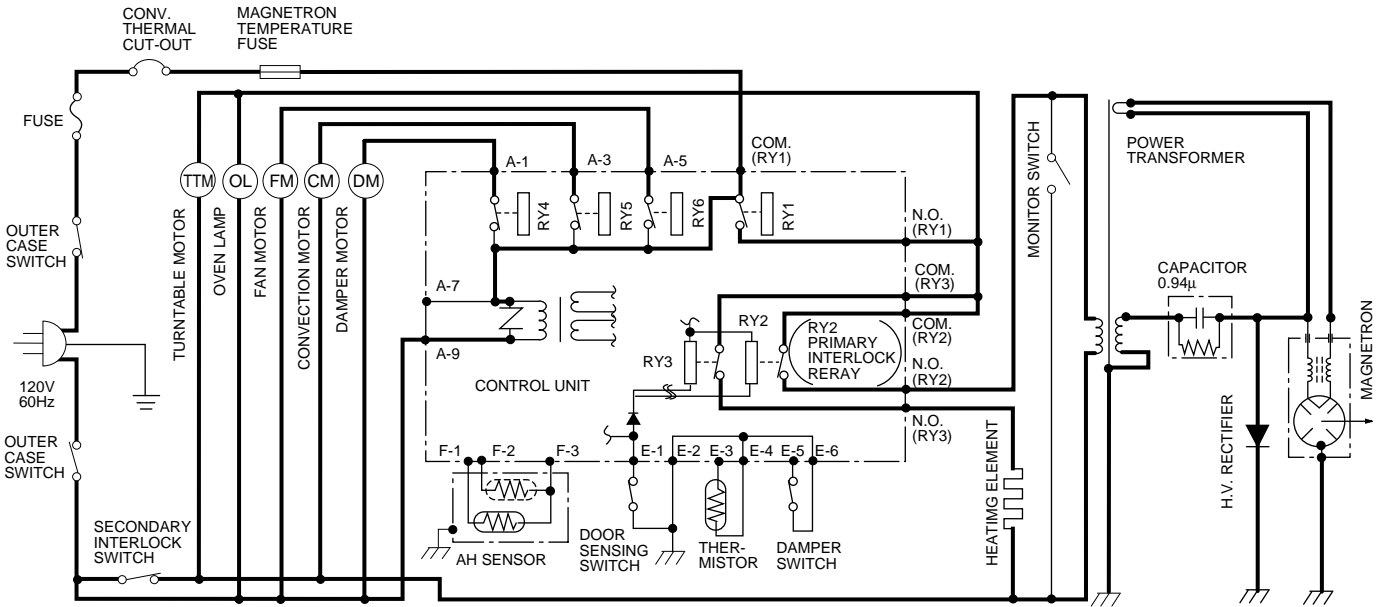 CONV.
THERMAL
CUT-OUT
MAGNETRON
TEMPERATURE
FUSE
FUSE
OUTER
CASE
SWITCH
120V
60Hz
OUTER
CASE
SWITCH
SECONDARY
INTERLOCK
SWITCH
TTM
OL
FM
CM
DM
TURNTABLE MOTOR
OVEN LAMP
FAN MOTOR
CONVECTION MOTOR
DAMPER MOTOR
A-1
A-3
A-5
COM.
(RY1)
RY4
RY5
RY6
RY1
N.O.
(RY1)
A-7
COM.
(RY3)
A-9
RY3
RY2
RY2
PRIMARY
INTERLOCK
RERAY
COM.
(RY2)
N.O.
(RY2)
CONTROL UNIT
N.O.
(RY3)
F-1
F-2
F-3
E-1
E-2
E-3
E-4
E-5
E-6
AH SENSOR
DOOR
SENSING
SWITCH
THER-
MISTOR
DAMPER
SWITCH
HEATIMG ELEMENT
MONITOR SWITCH
POWER
TRANSFORMER
CAPACITOR
0.94µ
H.V. RECTIFIER
MAGNETRON